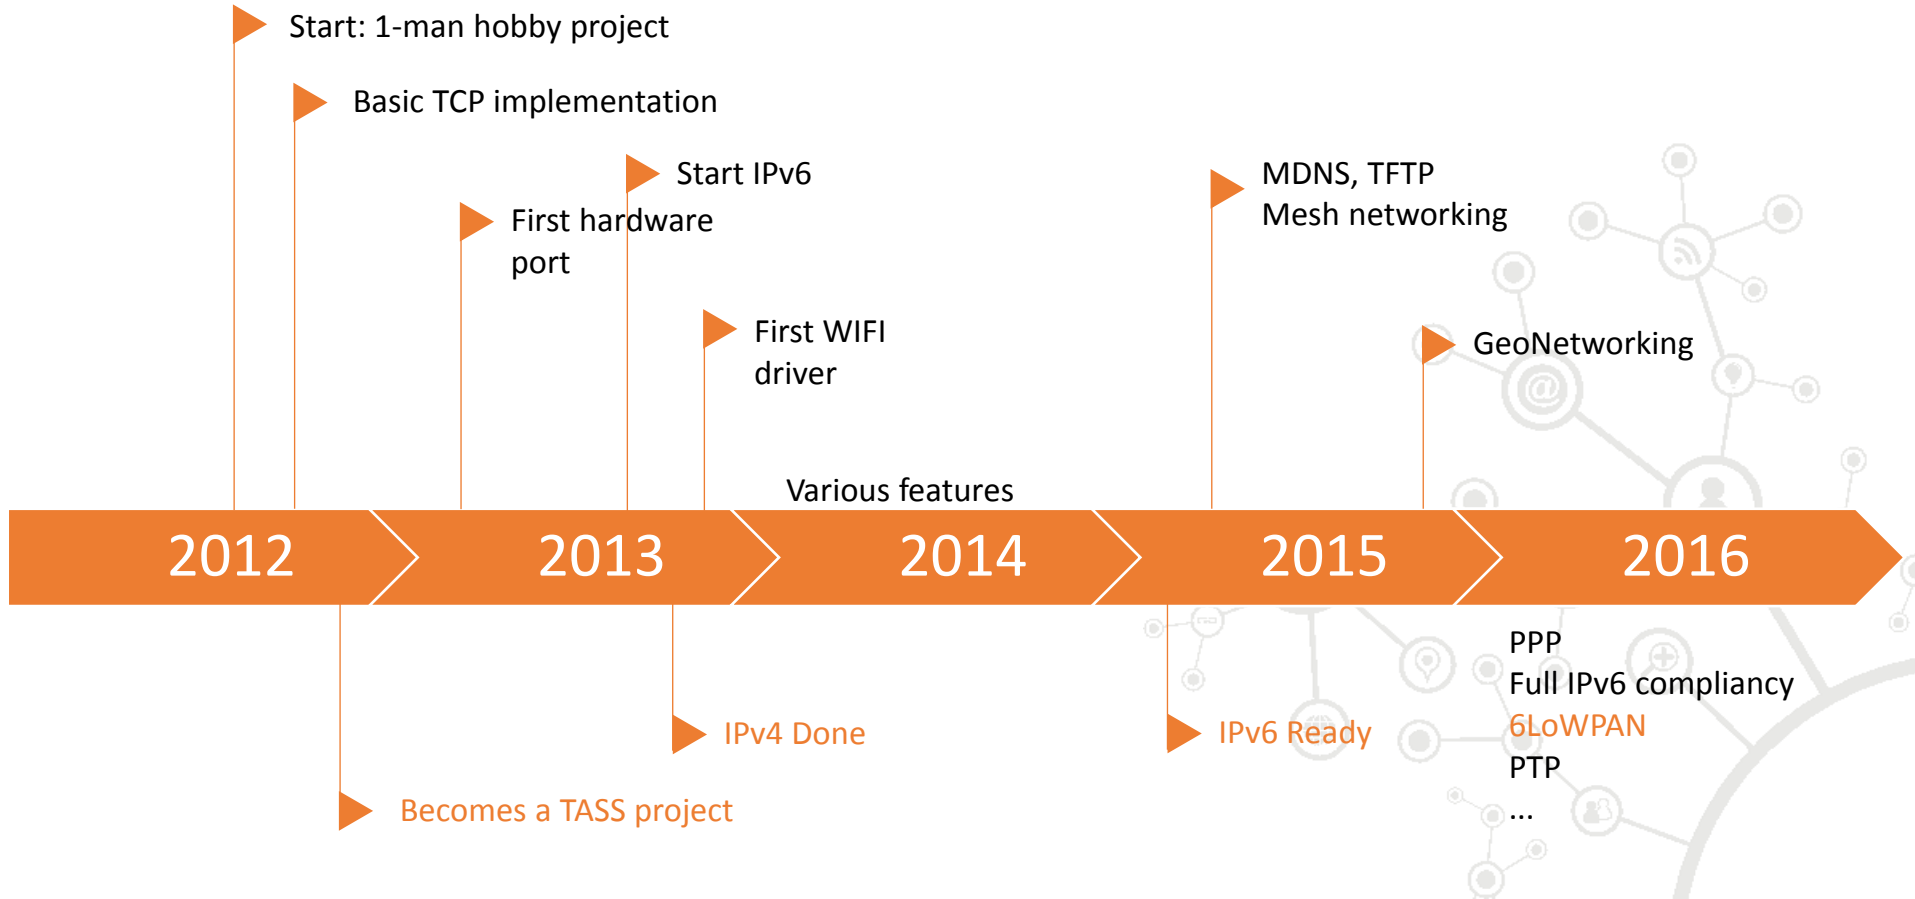 Start: 1-man hobby project
Basic TCP implementation
Start IPv6
First hardware
port
First WIFI
driver
MDNS, TFTP
Mesh networking
GeoNetworking
Various features
2012
2013
2014
2015
2016
PPP
Full IPv6 compliancy
6LoWPAN
PTP
...
IPv4 Done
IPv6 Ready
Becomes a TASS project